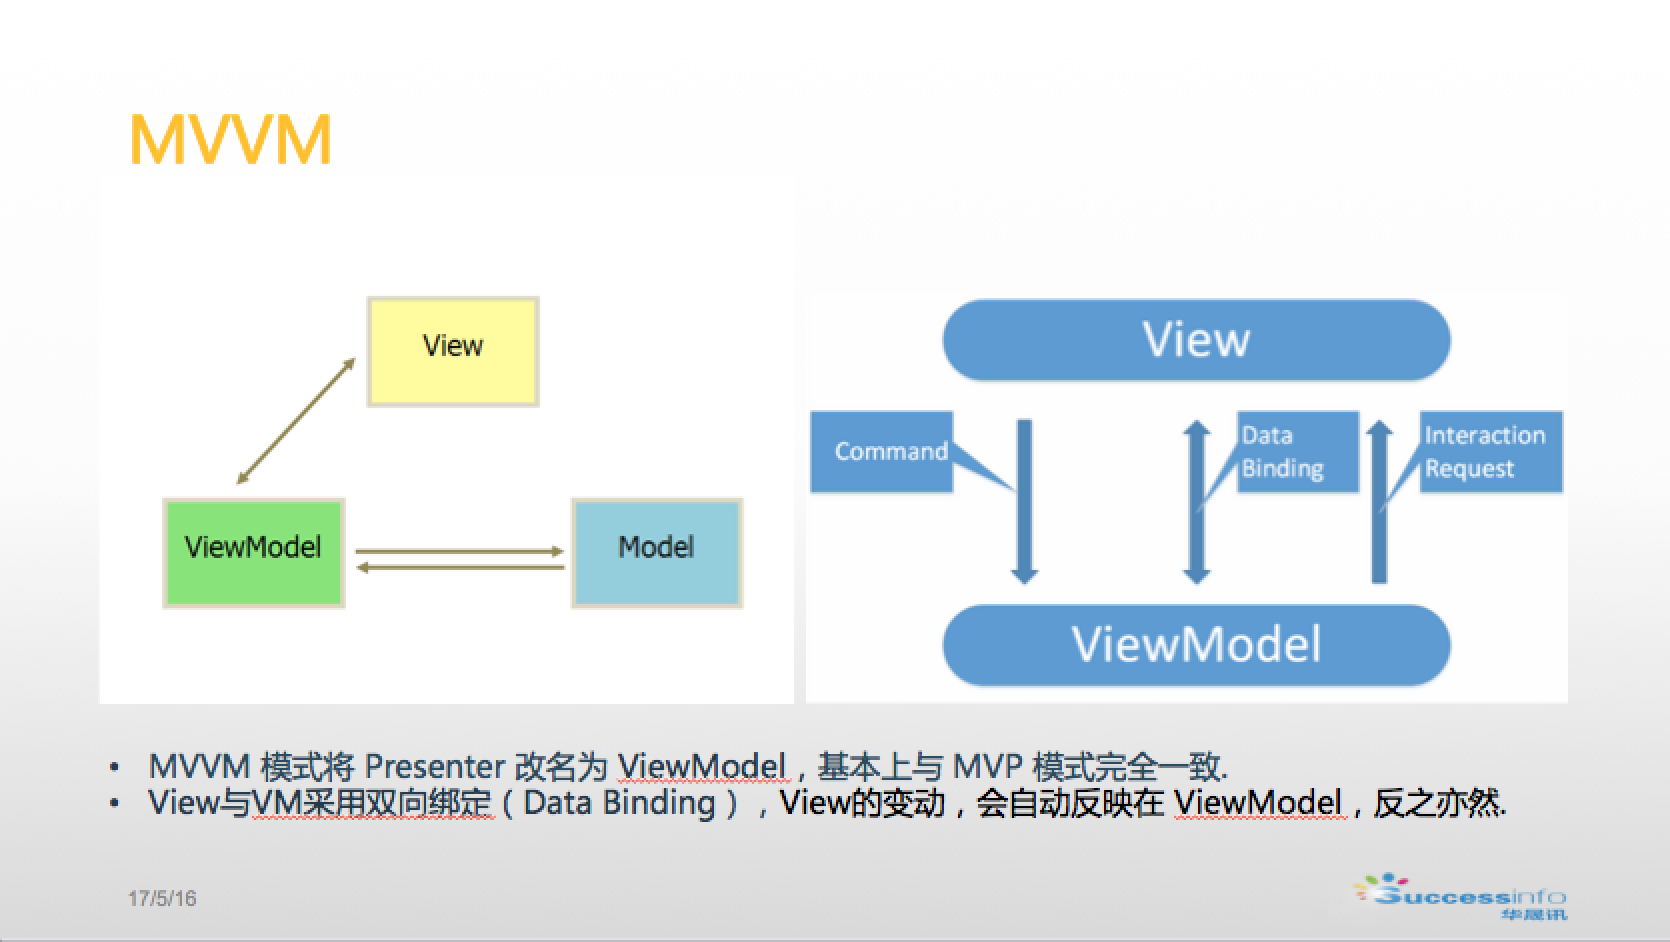 MVVM
View
ViewModel
Model
View
Command
Data
Binding
Interaction
Request
ViewModel
• MVVM 模式将 Presenter 改名为 ViewModel，基本上与 MVP 模式完全一致.
• View与VM采用双向绑定（Data Binding），View的变动，会自动反映在 ViewModel，反之亦然.
17/5/16
Successinfo
华晟讯